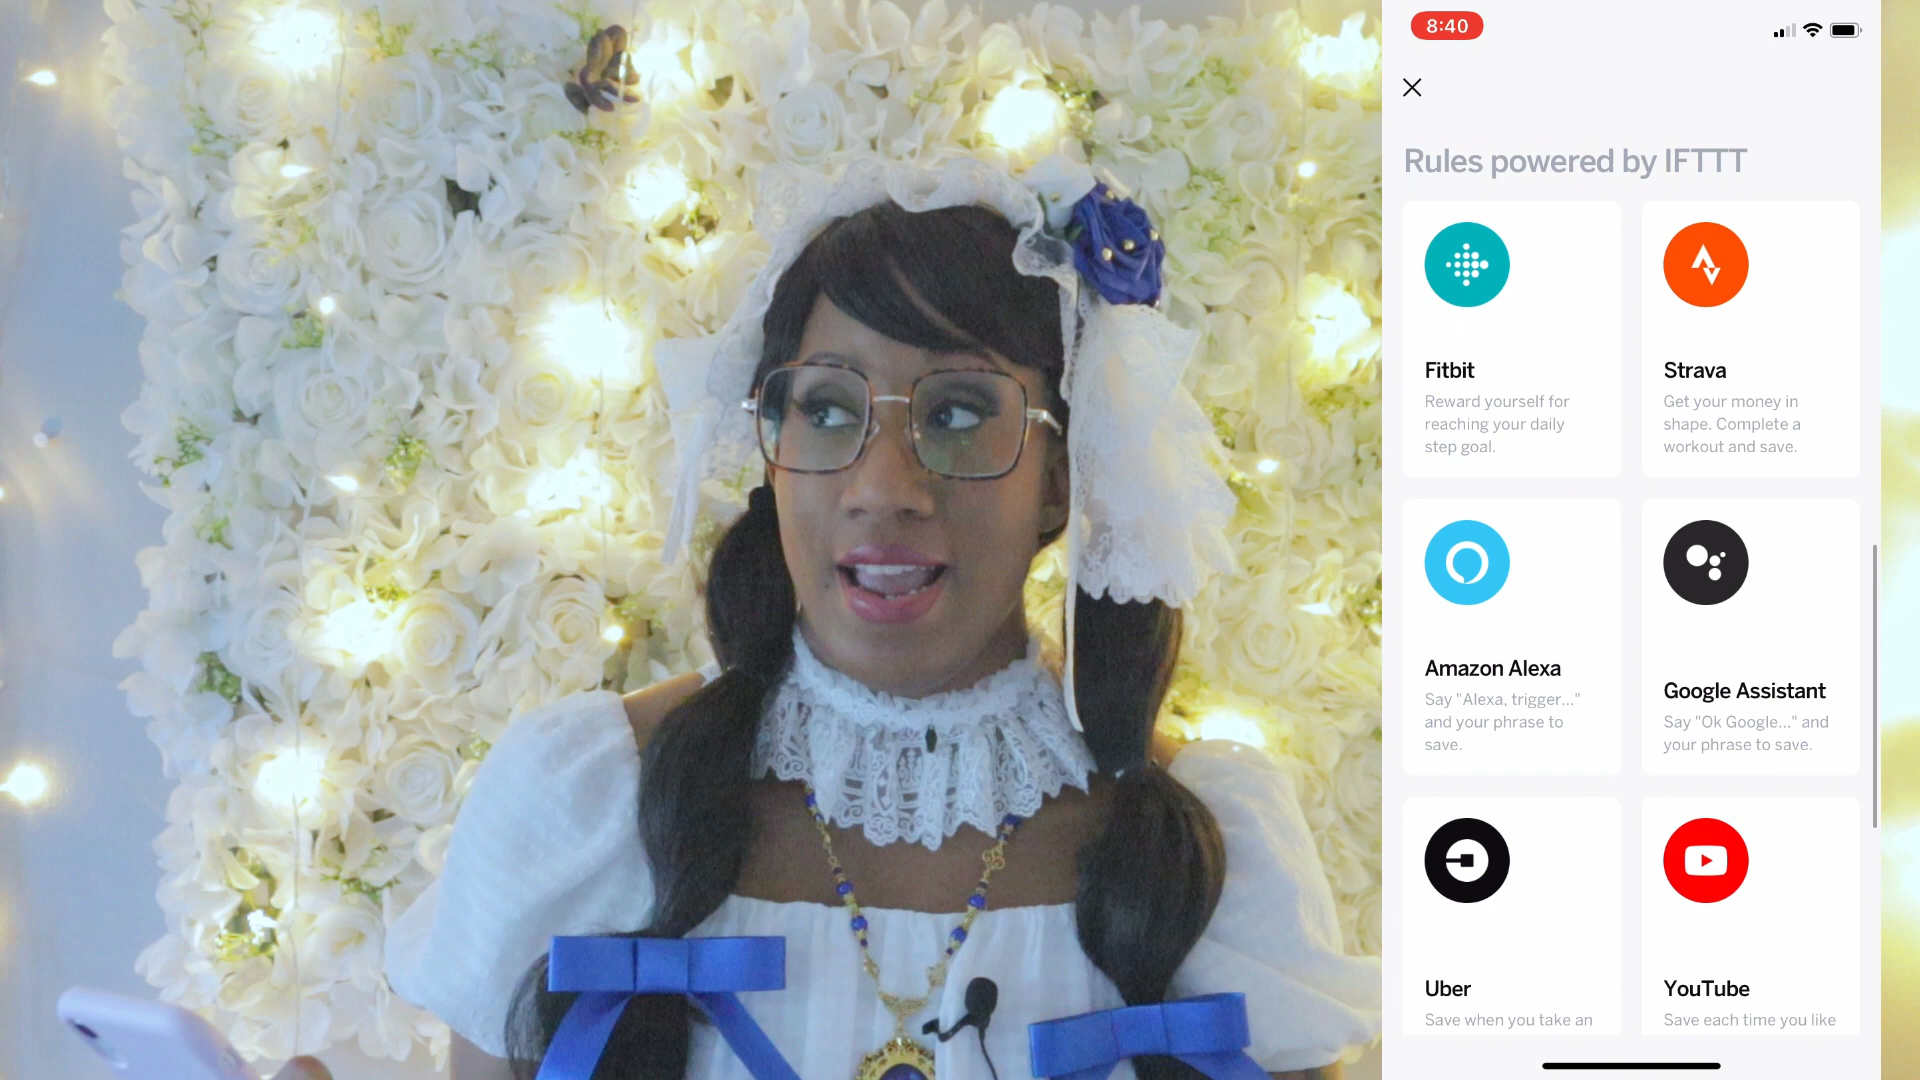 8:40
Rules powered by IFTTT
Fitbit
Reward yourself for
reaching your daily
step goal.
Strava
Get your money in
shape. Complete a
workout and save.
Amazon Alexa
Say "Alexa, trigger..."
and your phrase to
save.
Google Assistant
Say "Ok Google..." and
your phrase to save.
Uber
Save when you take an
YouTube
Save each time you like